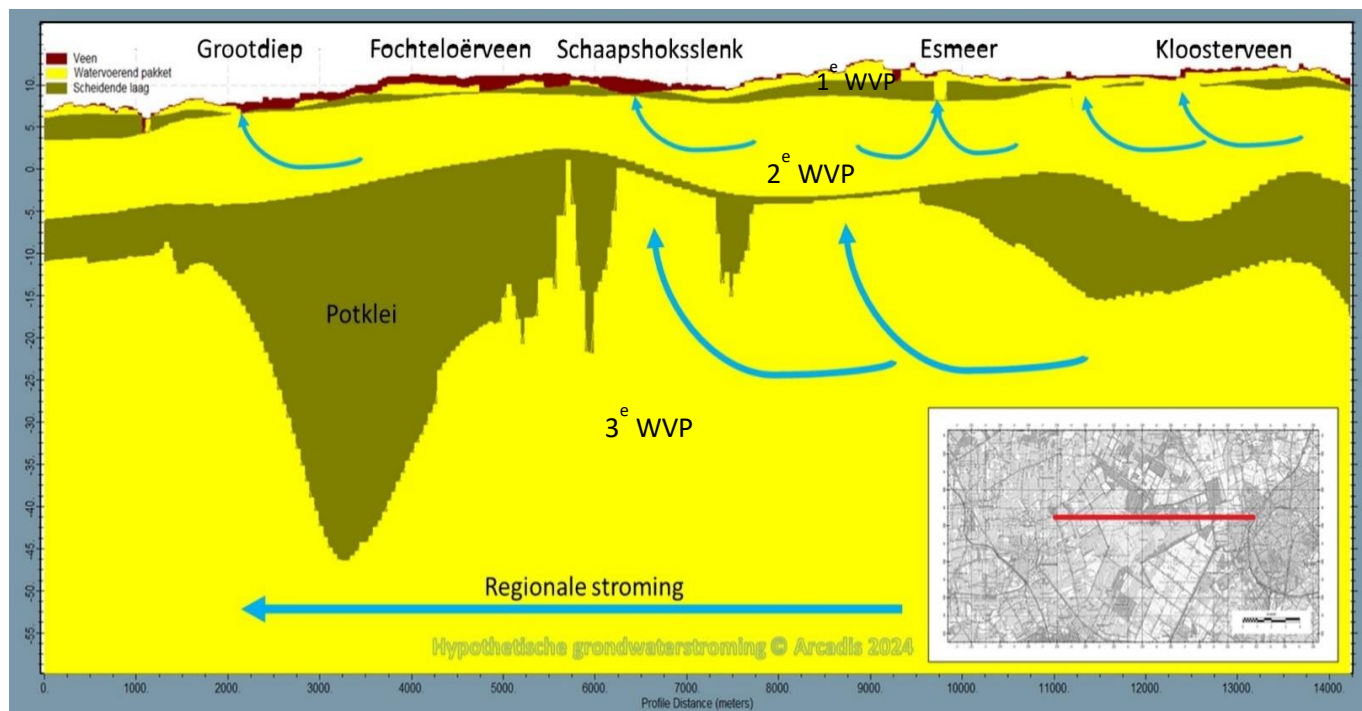 Grootdiep Fochteloërveen Schaapshoksslenk Esmeer Kloosterveen
Veen
Watervoerend pakket
Scheidende laag
1e WVP
2e WVP
Potklei
3e WVP
Regionale stroming
Hypothetische grondwaterstroming © Arcadis 2024
10.
5.
0.
-5.
-10.
-15.
-20.
-25.
-30.
-35.
-40.
-45.
-50.
-55.
0. 1000. 2000. 3000. 4000. 5000. 6000. 7000. 8000. 9000. 10000. 11000. 12000. 13000. 14000.
Profile Distance (meters)